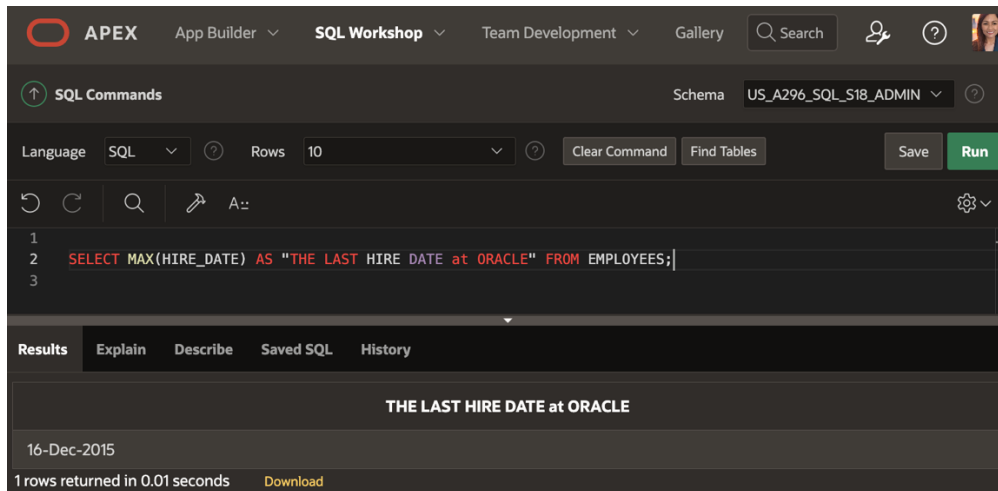 APEX App Builder SQL Workshop Team Development Gallery Search
SQL Commands Schema US_A296_SQL_S18_ADMIN
Language SQL Rows 10 Clear Command Find Tables Save Run
A
1
2 SELECT MAX(HIRE_DATE) AS "THE LAST HIRE DATE at ORACLE" FROM EMPLOYEES;
3
Results Explain Describe Saved SQL History
THE LAST HIRE DATE at ORACLE
16-Dec-2015
1 rows returned in 0.01 seconds Download